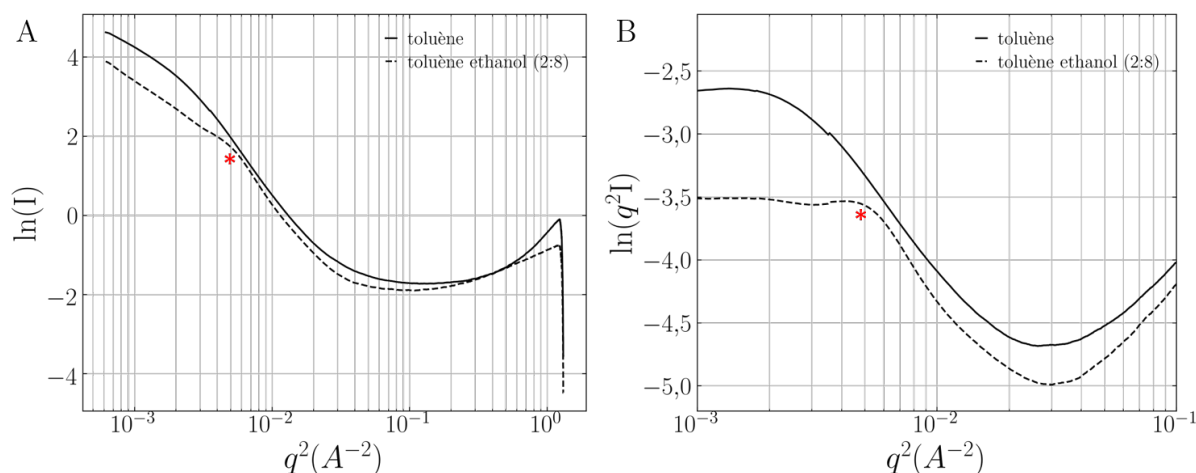 A
toluène
toluène ethanol (2:8)
4
2
0
−2
−4
ln(I)
10⁻³
10⁻²
10⁻¹
10⁰
q²(A⁻²)
B
toluène
toluène ethanol (2:8)
−2,5
−3,0
−3,5
−4,0
−4,5
−5,0
ln(q²I)
10⁻³
10⁻²
10⁻¹
q²(A⁻²)